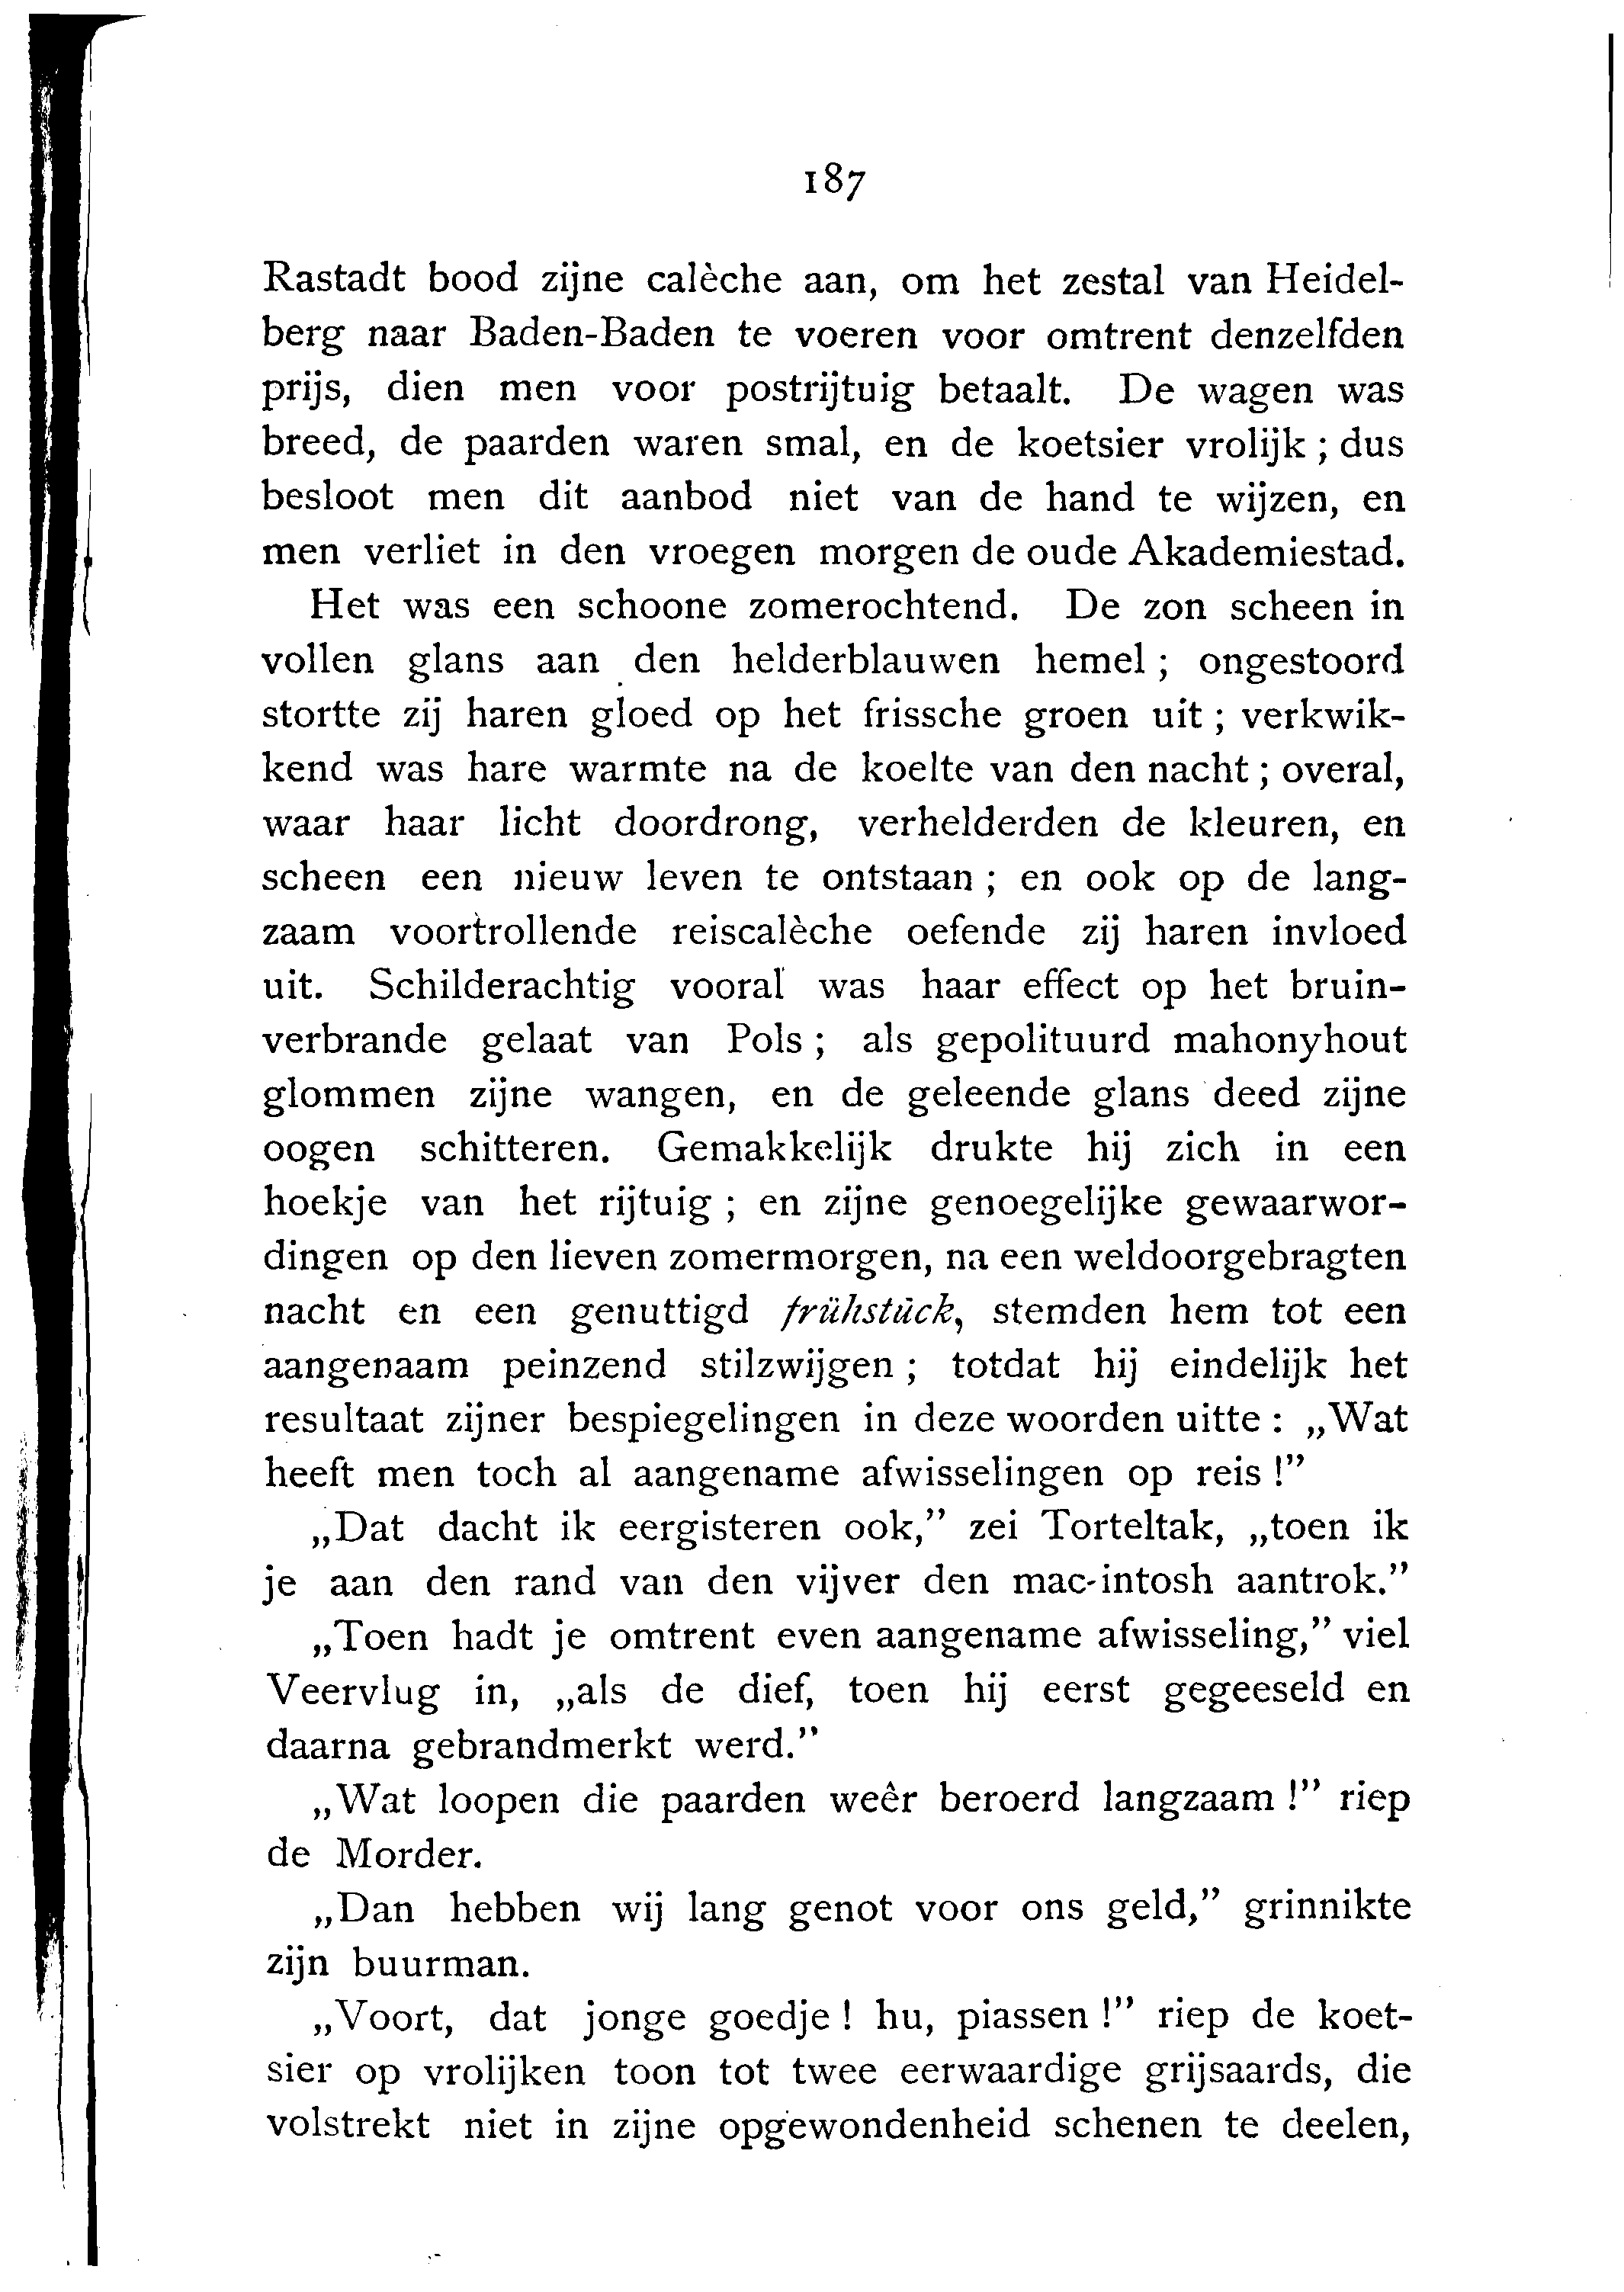 187
Rastadt bood zijne calèche aan, om het zestal van Heidel-
berg naar Baden-Baden te voeren voor omtrent denzelfden
prijs, dien men voor postrijtuig betaalt. De wagen was
breed, de paarden waren smal, en de koetsier vrolijk ; dus
besloot men dit aanbod niet van de hand te wijzen, en
men verliet in den vroegen morgen de oude Akademiestad.
Het was een schoone zomerochtend. De zon scheen in
vollen glans aan den helderblauwen hemel ; ongestoord
stortte zij haren gloed op het frissche groen uit ; verkwik-
kend was hare warmte na de koelte van den nacht ; overal,
waar haar licht doordrong, verhelderden de kleuren, en
scheen een nieuw leven te ontstaan ; en ook op de lang-
zaam voortrollende reiscalèche oefende zij haren invloed
uit. Schilderachtig vooral was haar effect op het bruin-
verbrande gelaat van Pols ; als gepolituurd mahonyhout
glommen zijne wangen, en de geleende glans deed zijne
oogen schitteren. Gemakkelijk drukte hij zich in een
hoekje van het rijtuig ; en zijne genoegelijke gewaarwor-
dingen op den lieven zomermorgen, na een weldoorgebragten
nacht en een genuttigd frühstück, stemden hem tot een
aangenaam peinzend stilzwijgen ; totdat hij eindelijk het
resultaat zijner bespiegelingen in deze woorden uitte : „Wat
heeft men toch al aangename afwisselingen op reis !”
„Dat dacht ik eergisteren ook,” zei Torteltak, „toen ik
je aan den rand van den vijver den mac-intosh aantrok.”
„Toen hadt je omtrent even aangename afwisseling,” viel
Veervlug in, „als de dief, toen hij eerst gegeeseld en
daarna gebrandmerkt werd.”
„Wat loopen die paarden weêr beroerd langzaam !” riep
de Morder.
„Dan hebben wij lang genot voor ons geld,” grinnikte
zijn buurman.
„Voort, dat jonge goedje ! hu, piassen !” riep de koet-
sier op vrolijken toon tot twee eerwaardige grijsaards, die
volstrekt niet in zijne opgewondenheid schenen te deelen,